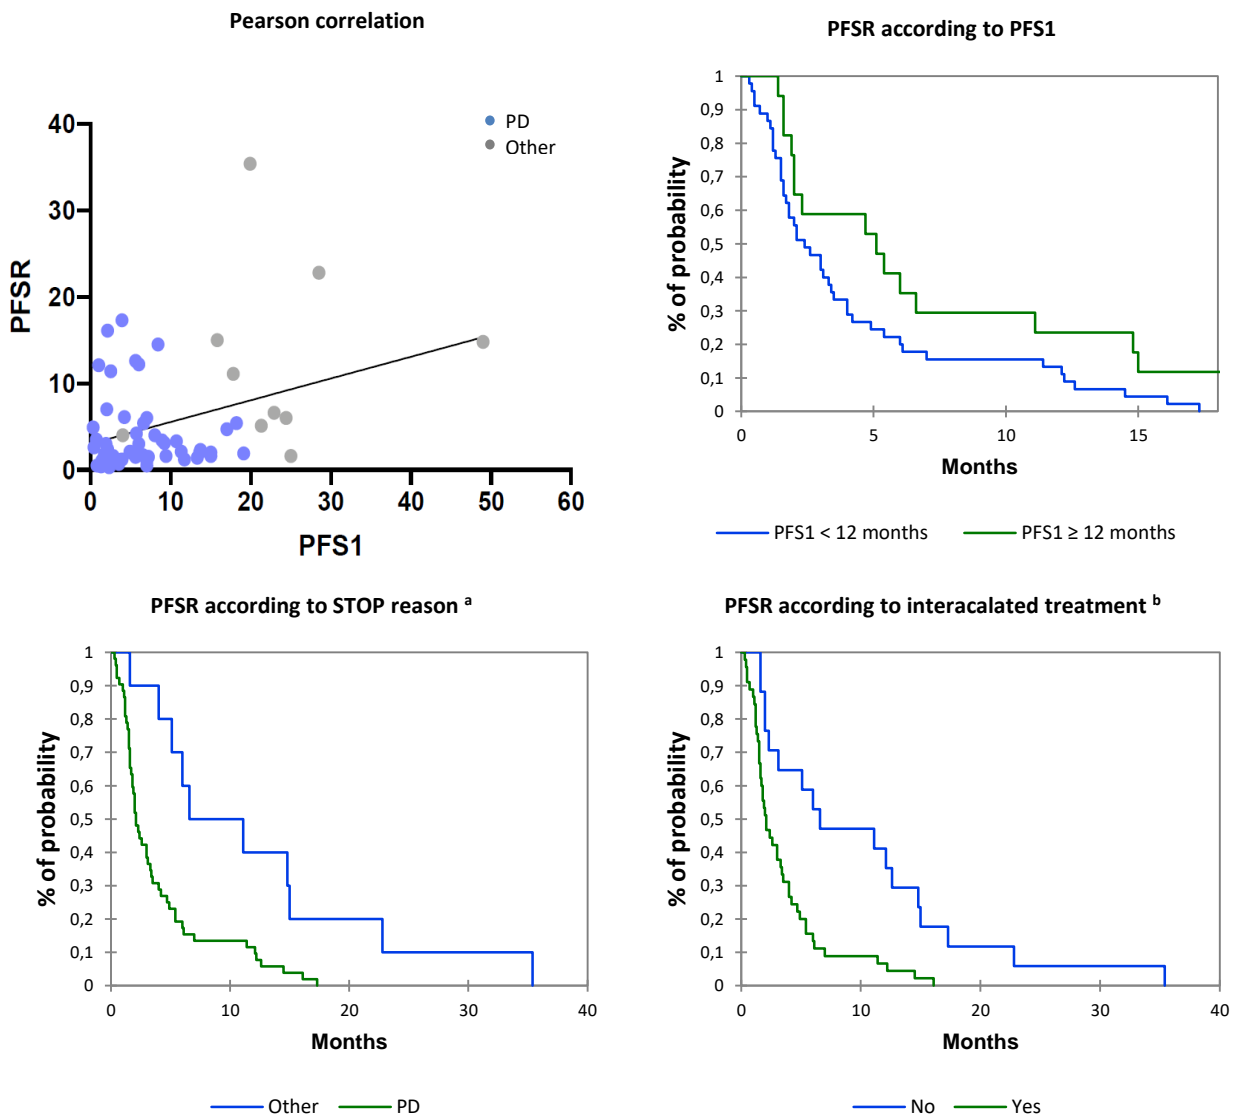 Pearson correlation
PD
Other
40
30
20
10
0
PFSR
0 10 20 30 40 50 60
PFS1
PFSR according to PFS1
1
0,9
0,8
0,7
0,6
0,5
0,4
0,3
0,2
0,1
0
% of probability
0 5 10 15
Months
PFS1 < 12 months PFS1 ≥ 12 months
PFSR according to STOP reason a
1
0,9
0,8
0,7
0,6
0,5
0,4
0,3
0,2
0,1
0
% of probability
0 10 20 30 40
Months
Other PD
PFSR according to interacalated treatment b
1
0,9
0,8
0,7
0,6
0,5
0,4
0,3
0,2
0,1
0
% of probability
0 10 20 30 40
Months
No Yes